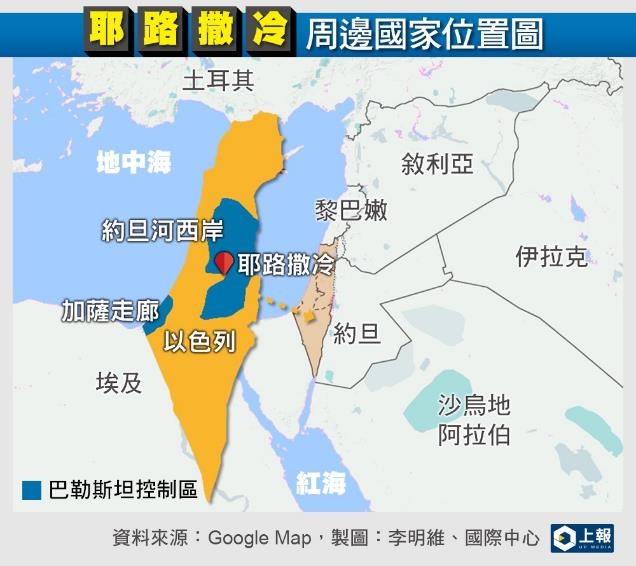 耶路撒冷 周邊國家位置圖
土耳其
地中海
敘利亞
黎巴嫩
約旦河西岸
伊拉克
耶路撒冷
加薩走廊
以色列
約旦
埃及
沙烏地
阿拉伯
紅海
巴勒斯坦控制區
資料來源：Google Map，製圖：李明維、國際中心
上報
UP MEDIA